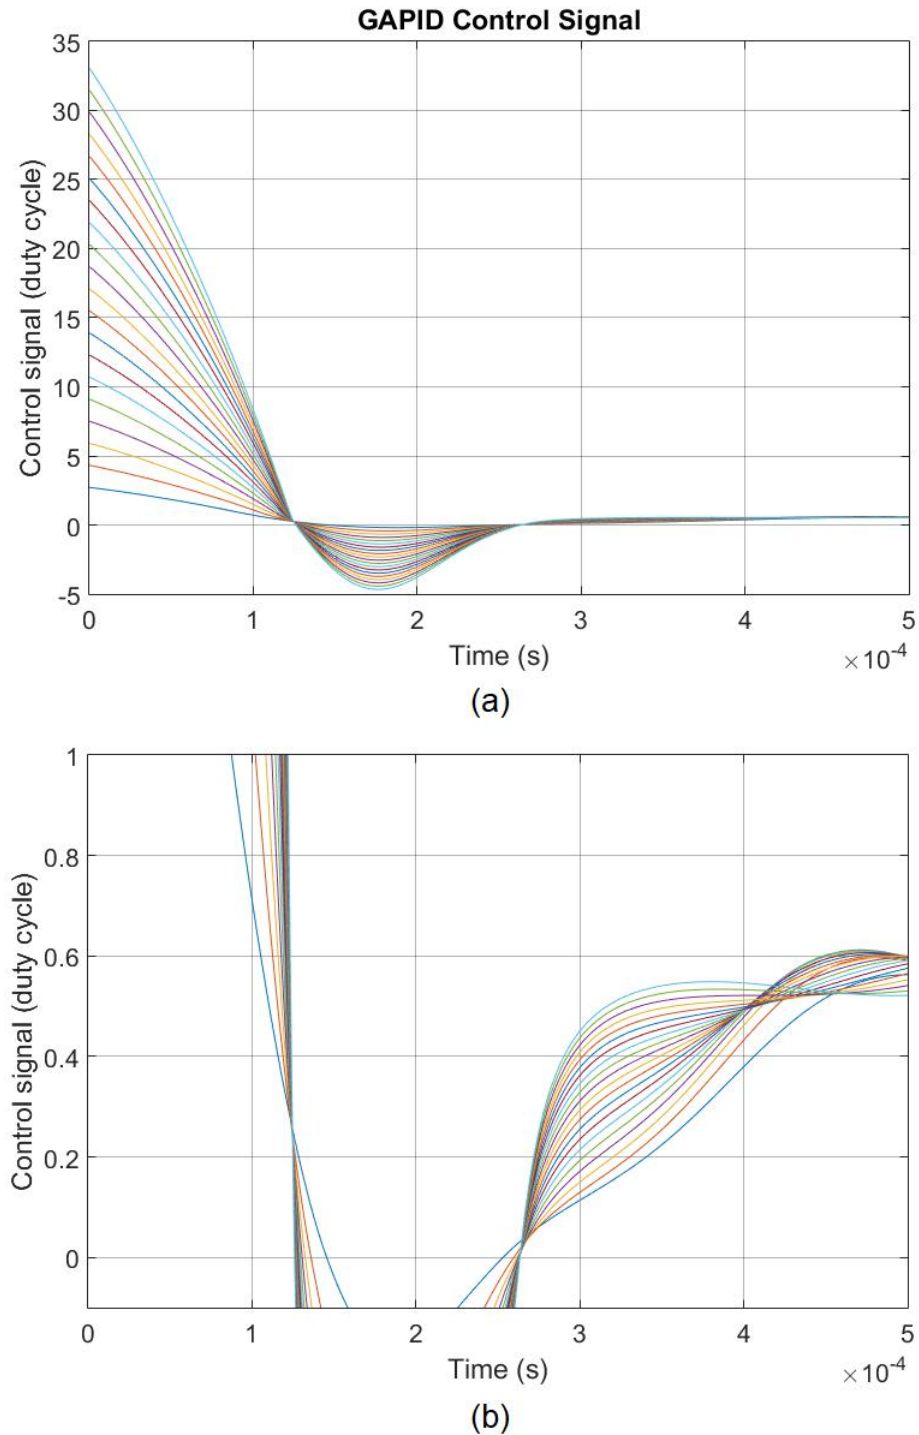 GAPID Control Signal
35
30
25
20
15
10
5
0
-5
Control signal (duty cycle)
0 1 2 3 4 5
Time (s)
×10-4
(a)
1
0.8
0.6
0.4
0.2
0
Control signal (duty cycle)
0 1 2 3 4 5
Time (s)
×10-4
(b)